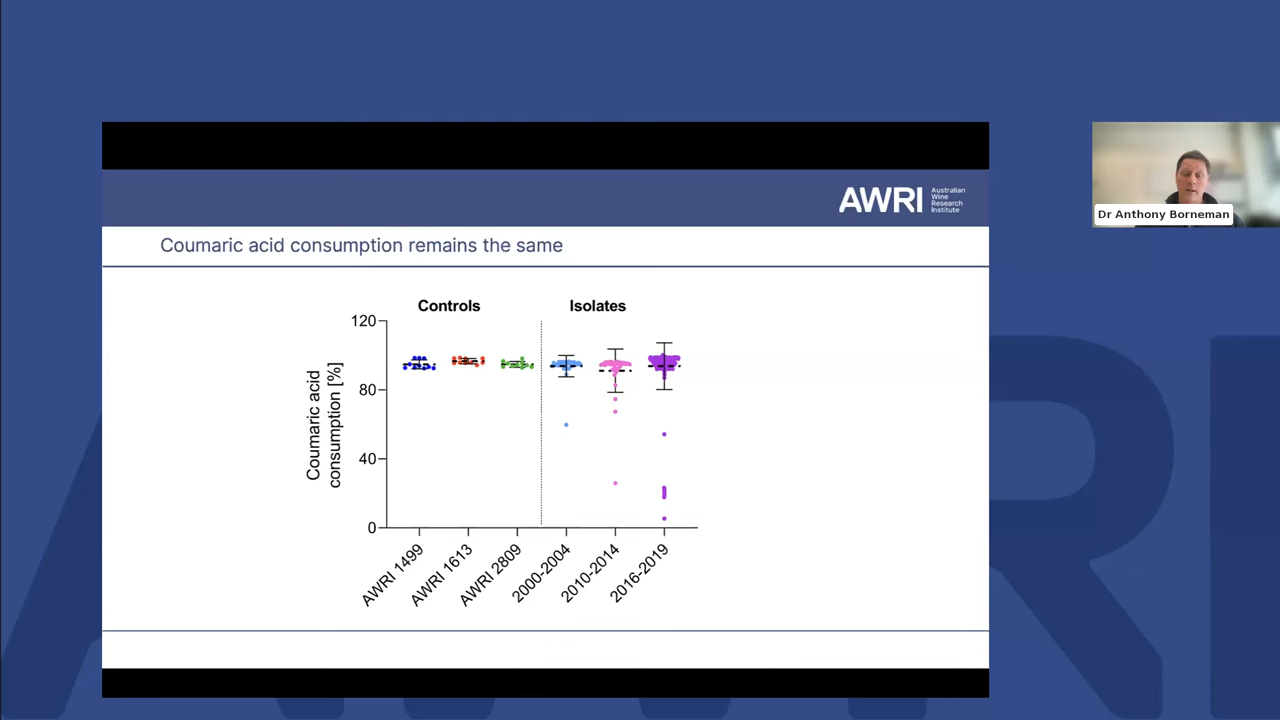 AWRI
Australian
Wine
Research
Institute
Dr Anthony Borneman
Coumaric acid consumption remains the same
Controls
Isolates
120
80
40
0
Coumaric acid
consumption [%]
AWRI 1499
AWRI 1613
AWRI 2809
2000-2004
2010-2014
2016-2019